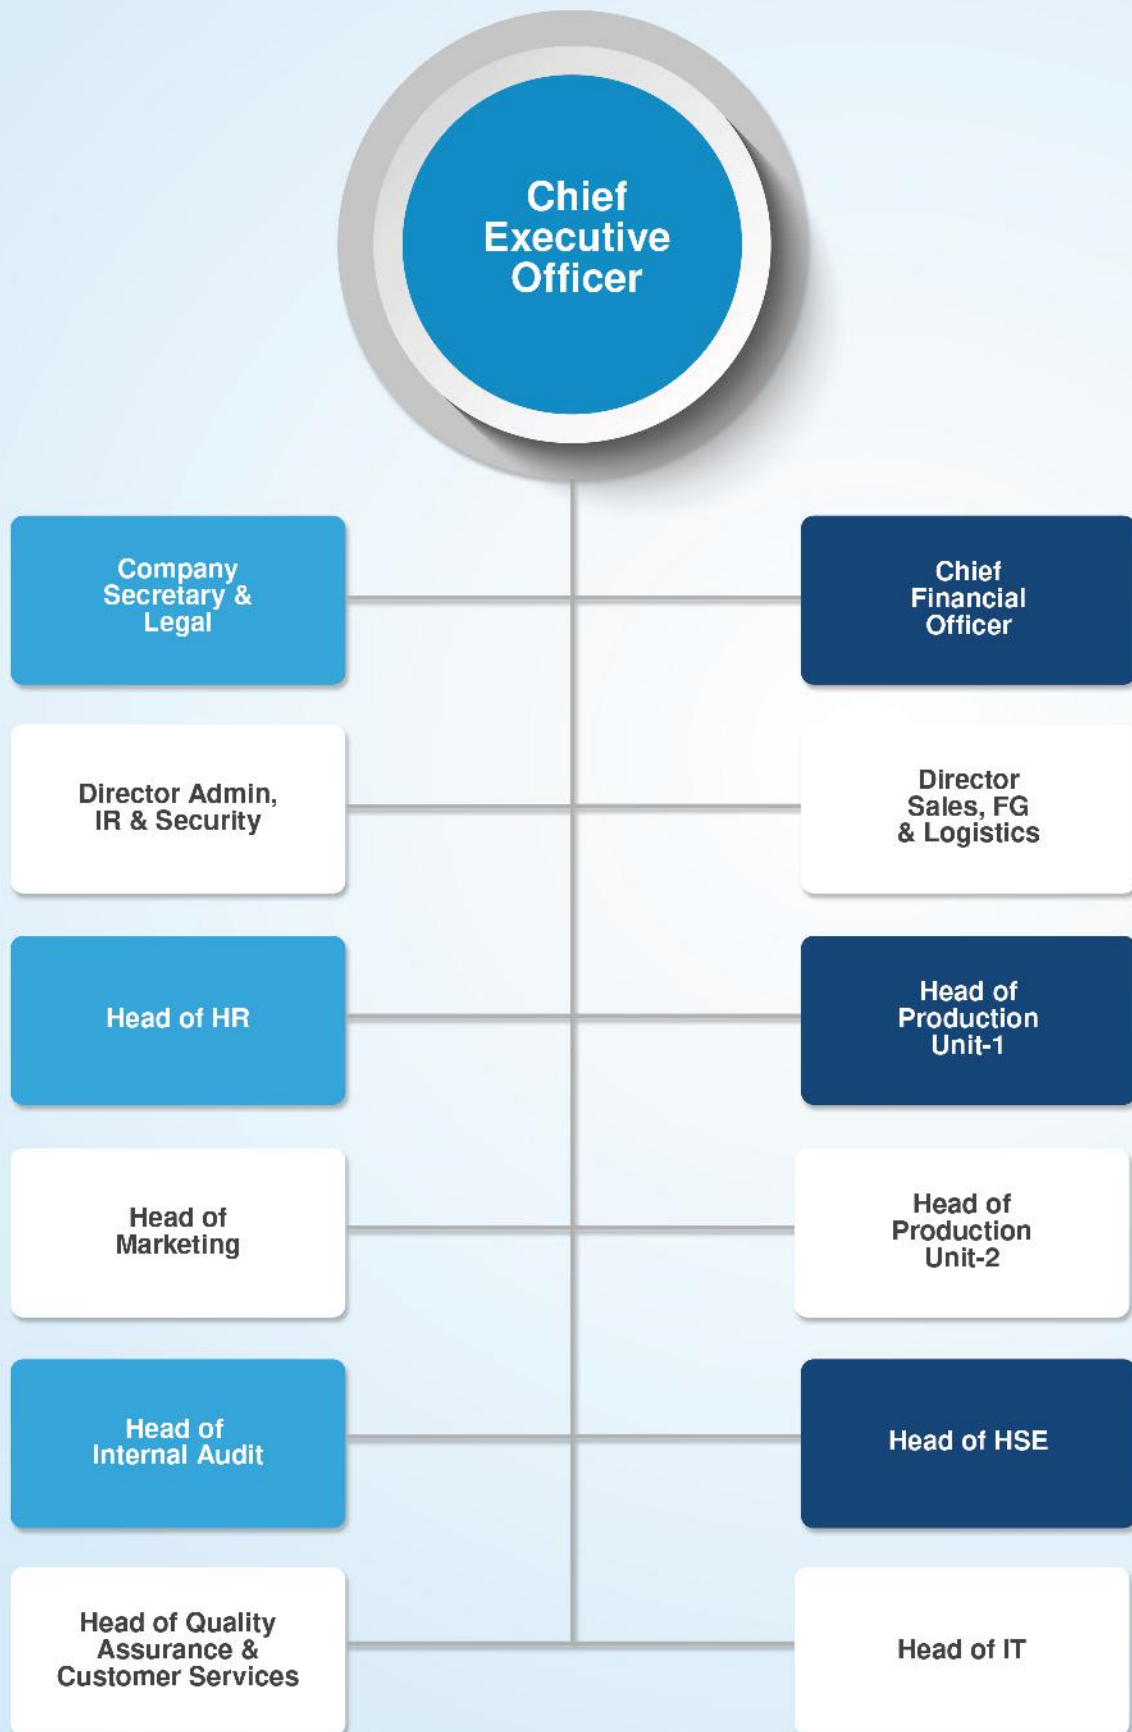 Chief
Executive
Officer
Company
Secretary &
Legal
Chief
Financial
Officer
Director Admin,
IR & Security
Director
Sales, FG
& Logistics
Head of HR
Head of
Production
Unit-1
Head of
Marketing
Head of
Production
Unit-2
Head of
Internal Audit
Head of HSE
Head of Quality
Assurance &
Customer Services
Head of IT